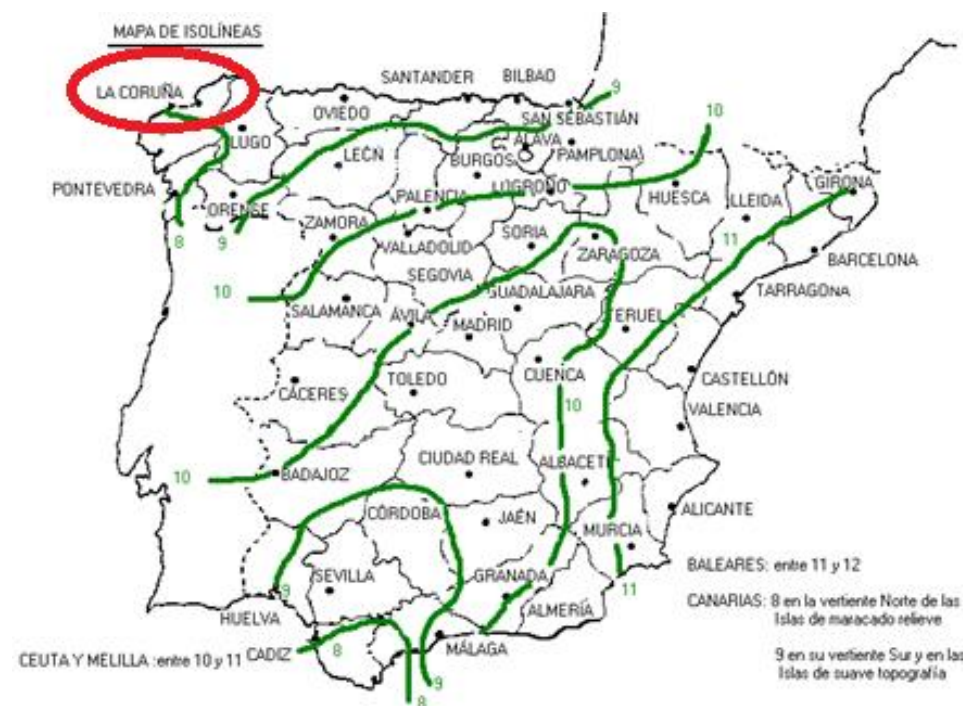 MAPA DE ISOLÍNEAS
LA CORUÑA
SANTANDER
BILBAO
9
OVIEDO
SAN SEBASTIÁN
10
LUGO
ÁLAVA
LEÓN
BURGOS
PAMPLONA
PONTEVEDRA
ORENSE
PALENCIA
LOGROÑO
HUESCA
GIRONA
LLEIDA
8
9
ZAMORA
VALLADOLID
SORIA
ZARAGOZA
11
BARCELONA
SEGOVIA
10
SALAMANCA
GUADALAJARA
TARRAGONA
ÁVILA
MADRID
TERUEL
CÁCERES
TOLEDO
CUENCA
CASTELLÓN
10
VALENCIA
10
BADAJOZ
CIUDAD REAL
ALBACETE
CÓRDOBA
JAÉN
MURCIA
ALICANTE
9
SEVILLA
GRANADA
11
BALEARES: entre 11 y 12
HUELVA
ALMERÍA
CANARIAS: 8 en la vertiente Norte de las
Islas de maracado relieve
CEUTA Y MELILLA :entre 10 y 11
CADIZ
8
MÁLAGA
9 en su vertiente Sur y en las
Islas de suave topografía
9
8